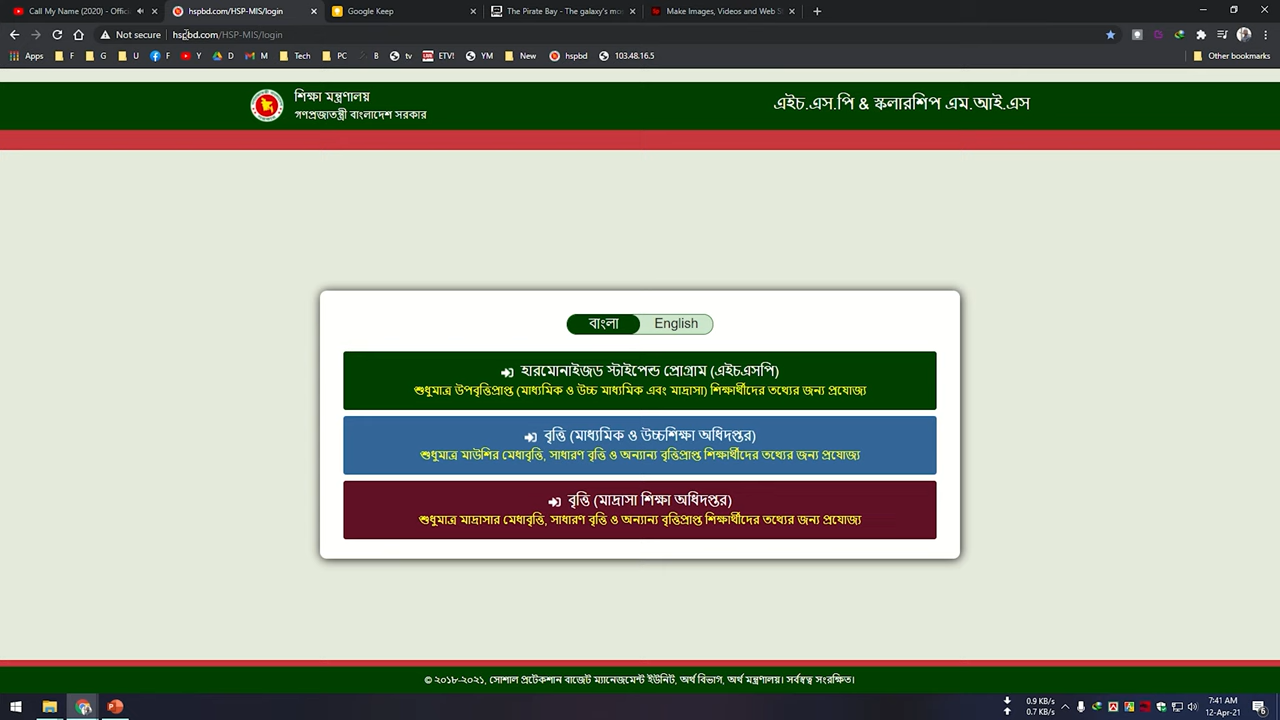 Call My Name (2020) - Offici
hspbd.com/HSP-MIS/login
Google Keep
The Pirate Bay - The galaxy's mo
Make Images, Videos and Web S
Not secure
hspbd.com/HSP-MIS/login
Apps
F
G
U
F
Y
D
M
Tech
PC
B
tv
ETV!
YM
New
hspbd
103.48.16.5
Other bookmarks
শিক্ষা মন্ত্রণালয়
গণপ্রজাতন্ত্রী বাংলাদেশ সরকার
এইচ.এস.পি & স্কলারশিপ এম.আই.এস
বাংলা
English
হারমোনাইজড স্টাইপেন্ড প্রোগ্রাম (এইচএসপি)
শুধুমাত্র উপবৃত্তিপ্রাপ্ত (মাধ্যমিক ও উচ্চ মাধ্যমিক এবং মাদ্রাসা) শিক্ষার্থীদের তথ্যের জন্য প্রযোজ্য
বৃত্তি (মাধ্যমিক ও উচ্চশিক্ষা অধিদপ্তর)
শুধুমাত্র মাউশির মেধাবৃত্তি, সাধারণ বৃত্তি ও অন্যান্য বৃত্তিপ্রাপ্ত শিক্ষার্থীদের তথ্যের জন্য প্রযোজ্য
বৃত্তি (মাদ্রাসা শিক্ষা অধিদপ্তর)
শুধুমাত্র মাদ্রাসার মেধাবৃত্তি, সাধারণ বৃত্তি ও অন্যান্য বৃত্তিপ্রাপ্ত শিক্ষার্থীদের তথ্যের জন্য প্রযোজ্য
© ২০১৮-২০২১, সোশাল প্রটেকশান বাজেট ম্যানেজমেন্ট ইউনিট, অর্থ বিভাগ, অর্থ মন্ত্রণালয়। সর্বস্বত্ব সংরক্ষিত।
0.9 KB/s
0.7 KB/s
7:41 AM
12-Apr-21